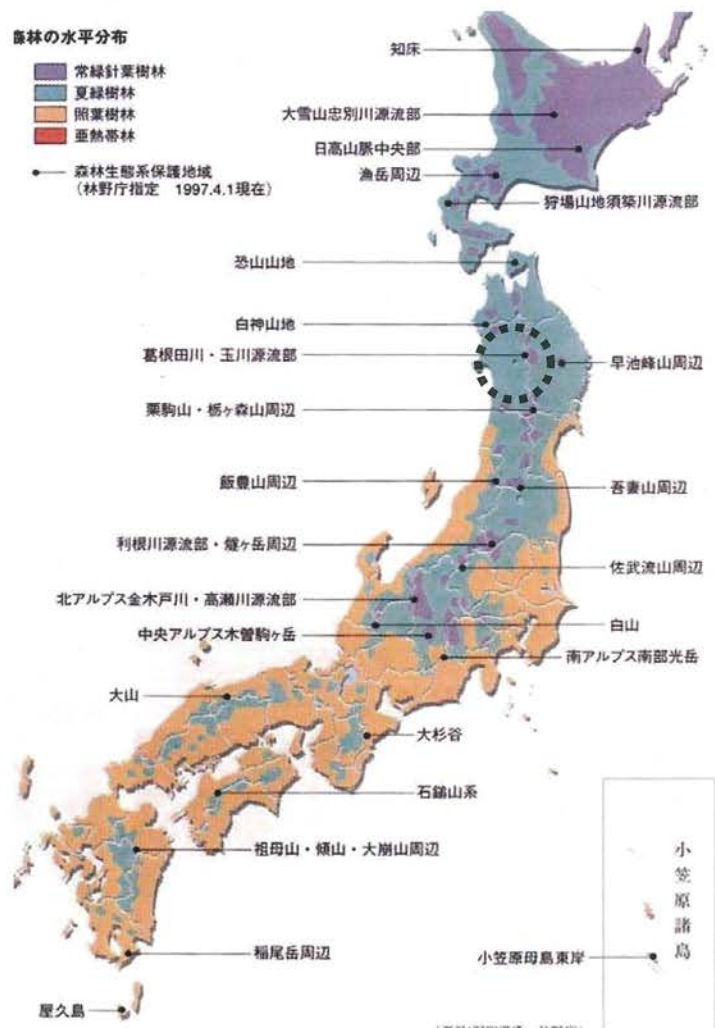 森林の水平分布
常緑針葉樹林
夏緑樹林
照葉樹林
亜熱帯林
森林生態系保護地域
(林野庁指定 1997.4.1現在)
知床
大雪山忠別川源流部
日高山脈中央部
漁岳周辺
狩場山地須築川源流部
恐山山地
白神山地
葛根田川・玉川源流部
早池峰山周辺
栗駒山・栃ヶ森山周辺
飯豊山周辺
吾妻山周辺
利根川源流部・燧ヶ岳周辺
佐武流山周辺
北アルプス金木戸川・高瀬川源流部
白山
中央アルプス木曽駒ヶ岳
南アルプス南部光岳
大山
大杉谷
石鎚山系
祖母山・傾山・大崩山周辺
小笠原諸島
稲尾岳周辺
小笠原母島東岸
屋久島